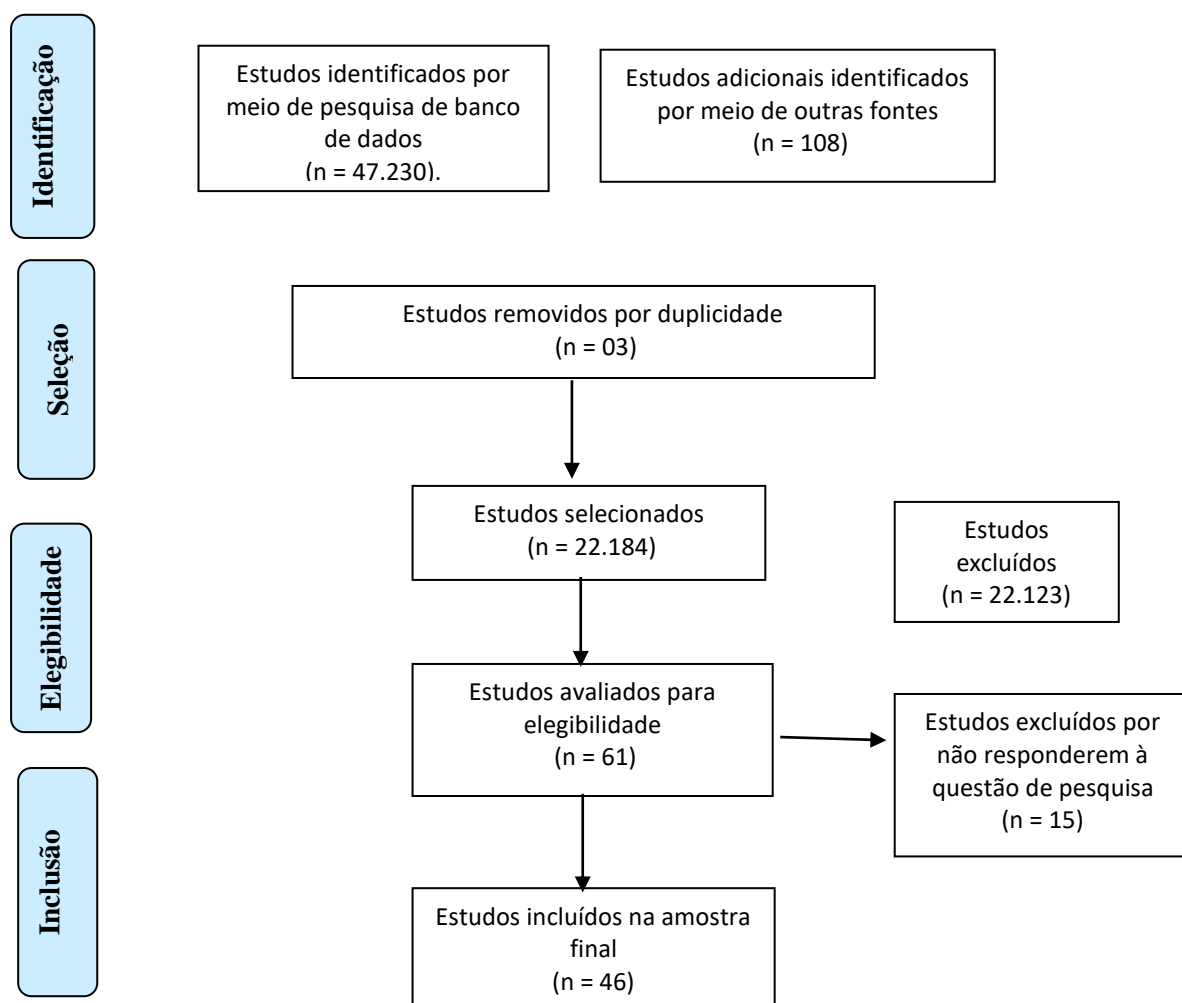 Identificação
Estudos identificados por
meio de pesquisa de banco
de dados
(n = 47.230).
Estudos adicionais identificados
por meio de outras fontes
(n = 108)
Seleção
Estudos removidos por duplicidade
(n = 03)
Estudos selecionados
(n = 22.184)
Estudos
excluídos
(n = 22.123)
Elegibilidade
Estudos avaliados para
elegibilidade
(n = 61)
Estudos excluídos por
não responderem à
questão de pesquisa
(n = 15)
Inclusão
Estudos incluídos na amostra
final
(n = 46)